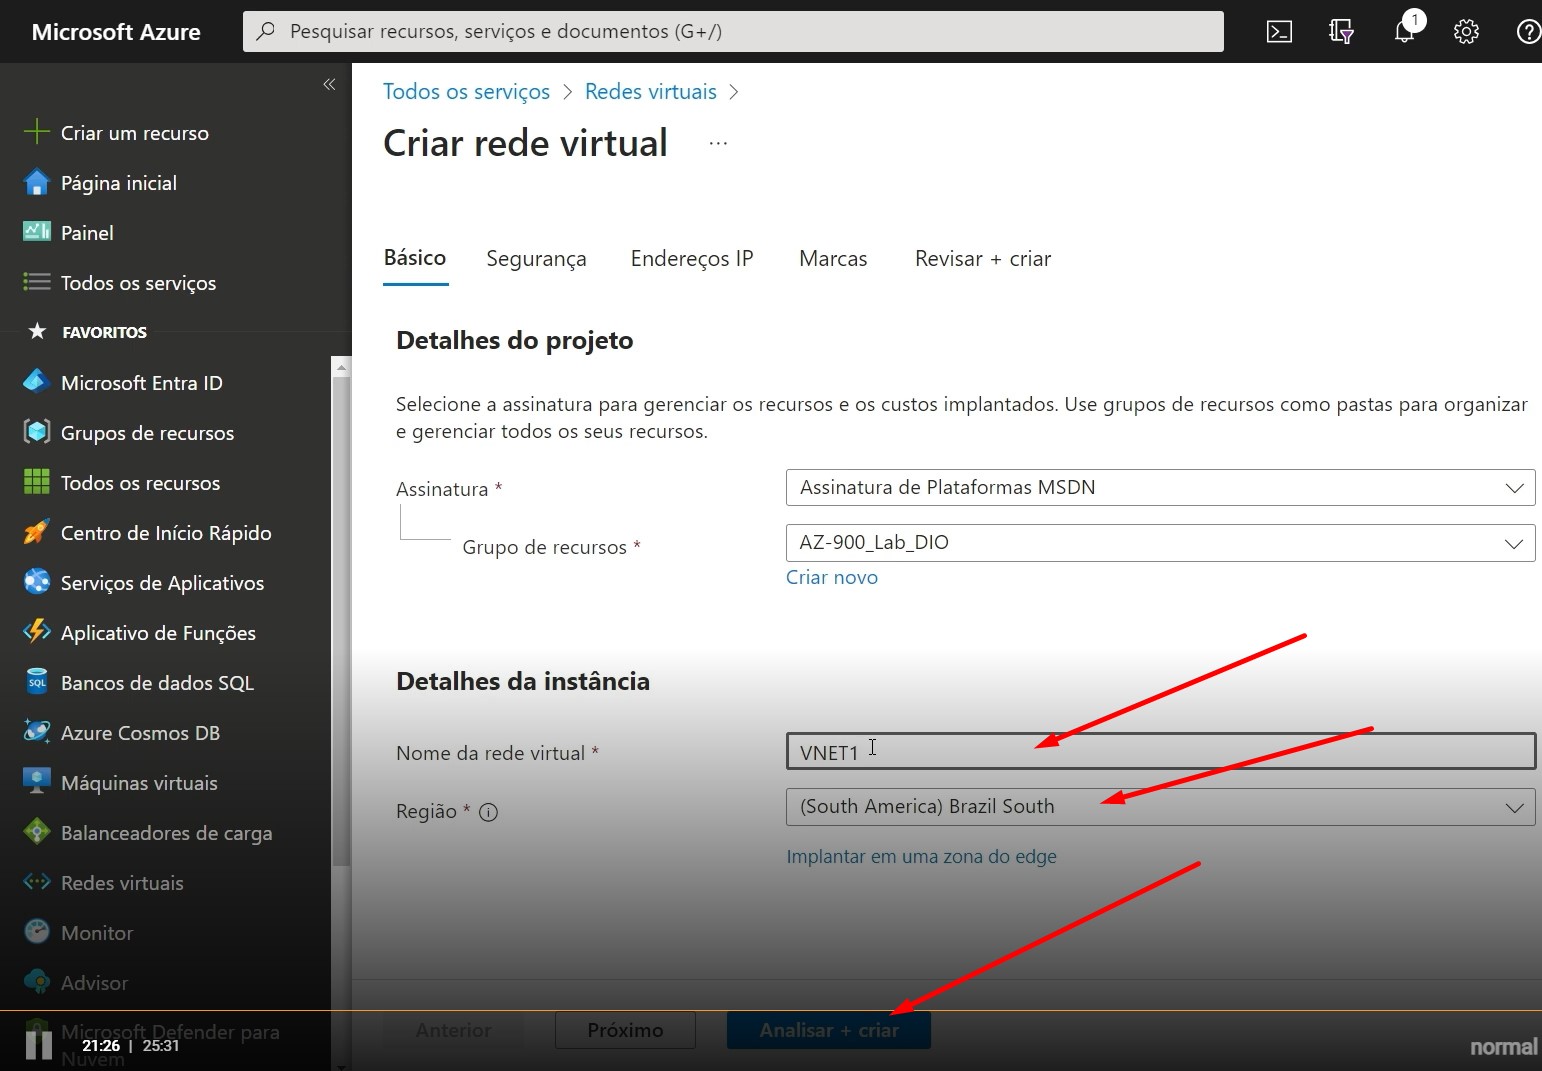 Microsoft Azure
Pesquisar recursos, serviços e documentos (G+/)
1
Criar um recurso
Página inicial
Painel
Todos os serviços
FAVORITOS
Microsoft Entra ID
Grupos de recursos
Todos os recursos
Centro de Início Rápido
Serviços de Aplicativos
Aplicativo de Funções
SQL
Bancos de dados SQL
Azure Cosmos DB
Máquinas virtuais
Balanceadores de carga
Redes virtuais
Monitor
Advisor
Microsoft Defender para
Nuvem
21:26 | 25:31
Todos os serviços > Redes virtuais >
Criar rede virtual ...
Básico Segurança Endereços IP Marcas Revisar + criar
Detalhes do projeto
Selecione a assinatura para gerenciar os recursos e os custos implantados. Use grupos de recursos como pastas para organizar
e gerenciar todos os seus recursos.
Assinatura * Assinatura de Plataformas MSDN
Grupo de recursos * AZ-900_Lab_DIO
Criar novo
Detalhes da instância
Nome da rede virtual * VNET1
Região * (South America) Brazil South
Implantar em uma zona do edge
Anterior Próximo Analisar + criar
normal